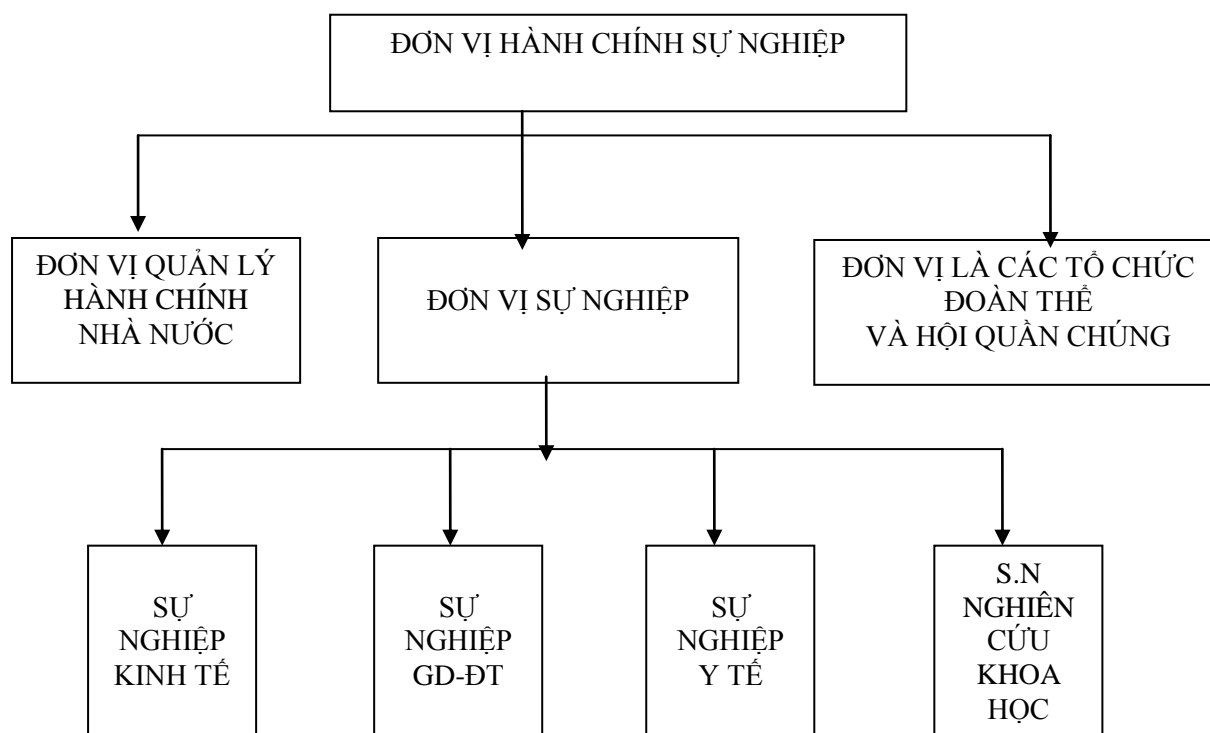 ĐƠN VỊ HÀNH CHÍNH SỰ NGHIỆP
ĐƠN VỊ QUẢN LÝ
HÀNH CHÍNH
NHÀ NƯỚC
ĐƠN VỊ SỰ NGHIỆP
ĐƠN VỊ LÀ CÁC TỔ CHỨC
ĐOÀN THỂ
VÀ HỘI QUẦN CHÚNG
SỰ
NGHIỆP
KINH TẾ
SỰ
NGHIỆP
GD-ĐT
SỰ
NGHIỆP
Y TẾ
S.N
NGHIÊN
CỨU
KHOA
HỌC